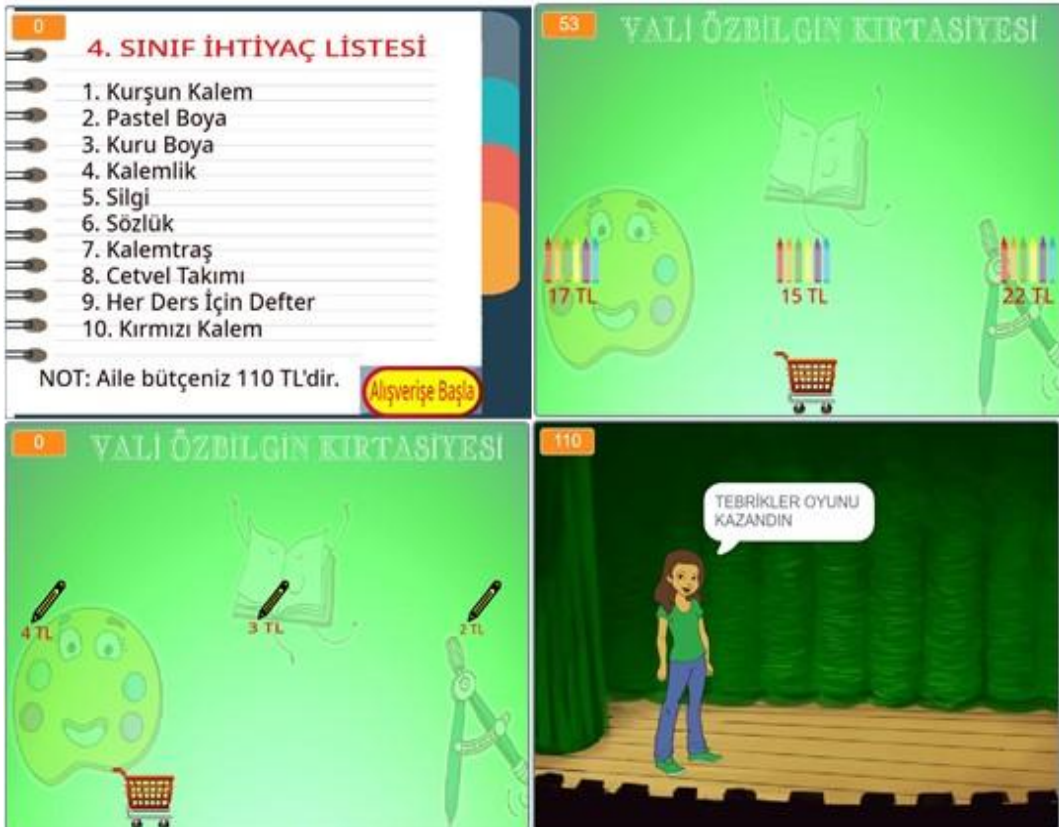 0
4. SINIF İHTİYAÇ LİSTESİ
1. Kurşun Kalem
2. Pastel Boya
3. Kuru Boya
4. Kalemlik
5. Silgi
6. Sözlük
7. Kalemtraş
8. Cetvel Takımı
9. Her Ders İçin Defter
10. Kırmızı Kalem
NOT: Aile bütçeniz 110 TL'dir.
Alışverişe Başla
53
VALİ ÖZBİLGİN KIRTASİYESİ
17 TL
15 TL
22 TL
0
VALİ ÖZBİLGİN KIRTASİYESİ
4 TL
3 TL
2 TL
110
TEBRİKLER OYUNU
KAZANDIN